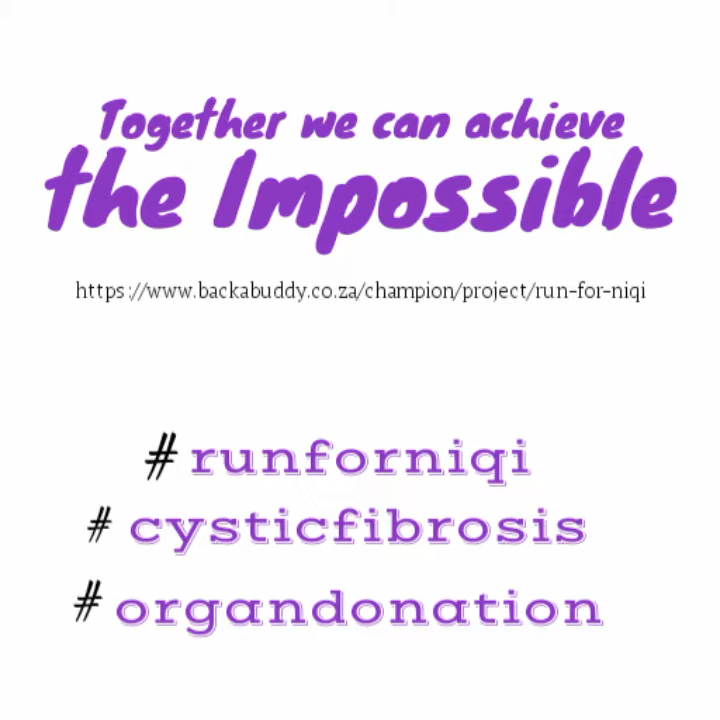 Together we can achieve
the Impossible
https://www.backabuddy.co.za/champion/project/run-for-niqi
# runforniqi
# cysticfibrosis
# organdonation